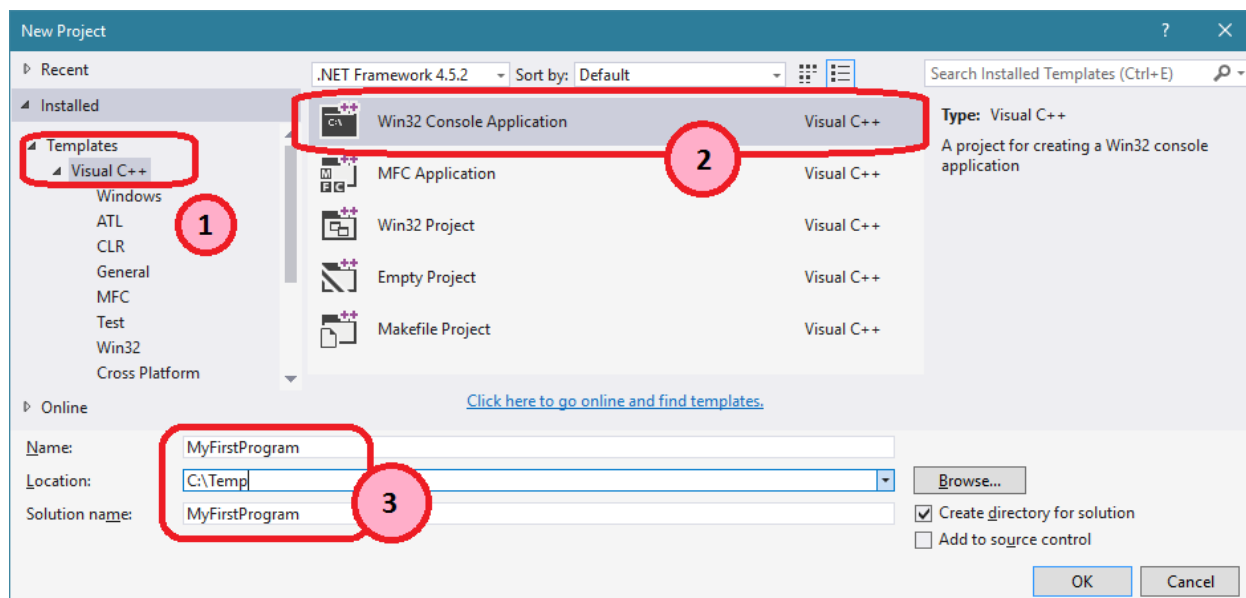 New Project
?
Recent
.NET Framework 4.5.2
Sort by: Default
Search Installed Templates (Ctrl+E)
Installed
Templates
Visual C++
Windows
ATL
CLR
General
MFC
Test
Win32
Cross Platform
Online
1
C:\
Win32 Console Application
Visual C++
2
MFC
MFC Application
Visual C++
Win32 Project
Visual C++
Empty Project
Visual C++
Makefile Project
Visual C++
Click here to go online and find templates.
Type: Visual C++
A project for creating a Win32 console
application
Name:
MyFirstProgram
Location:
C:\Temp
Browse...
Solution name:
MyFirstProgram
3
Create directory for solution
Add to source control
OK
Cancel